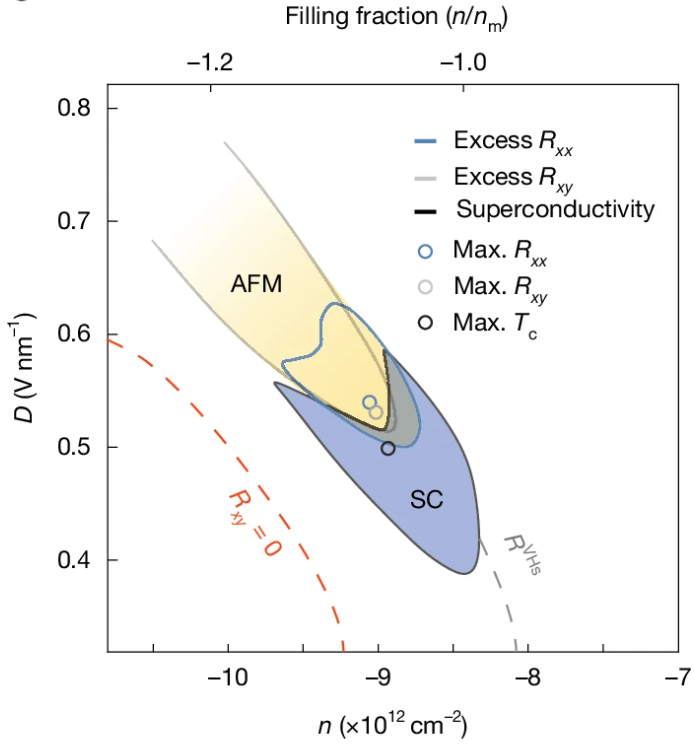 Filling fraction (n/nₘ)
−1.2 −1.0
0.8
0.7
0.6
0.5
0.4
D (V nm⁻¹)
Excess Rxx
Excess Rxy
Superconductivity
Max. Rxx
Max. Rxy
Max. Tc
AFM
SC
Rxy = 0
R^VHs
−10 −9 −8 −7
n (×10¹² cm⁻²)